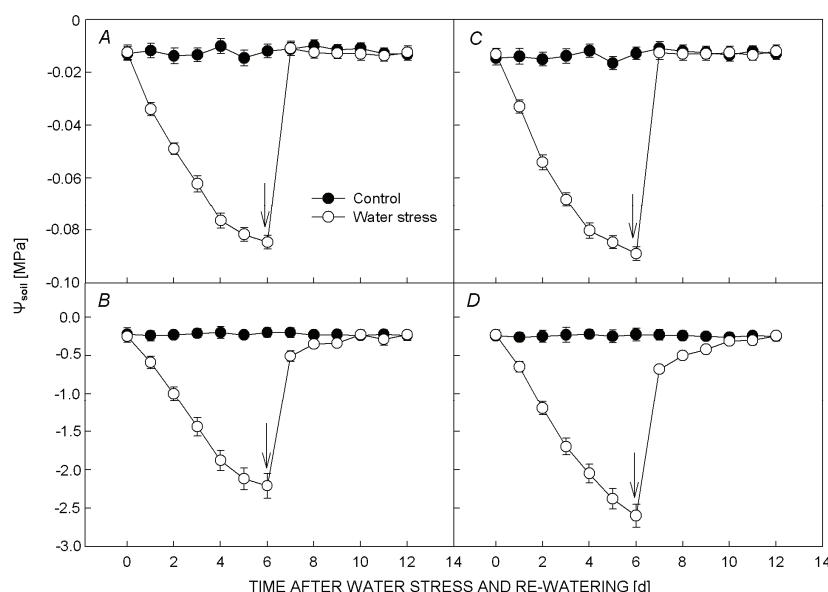 A
C
0
-0.02
-0.04
-0.06
-0.08
-0.10
Control
Water stress
Ψsoil [MPa]
B
D
0.0
-0.5
-1.0
-1.5
-2.0
-2.5
-3.0
0 2 4 6 8 10 12 14 0 2 4 6 8 10 12 14
TIME AFTER WATER STRESS AND RE-WATERING [d]